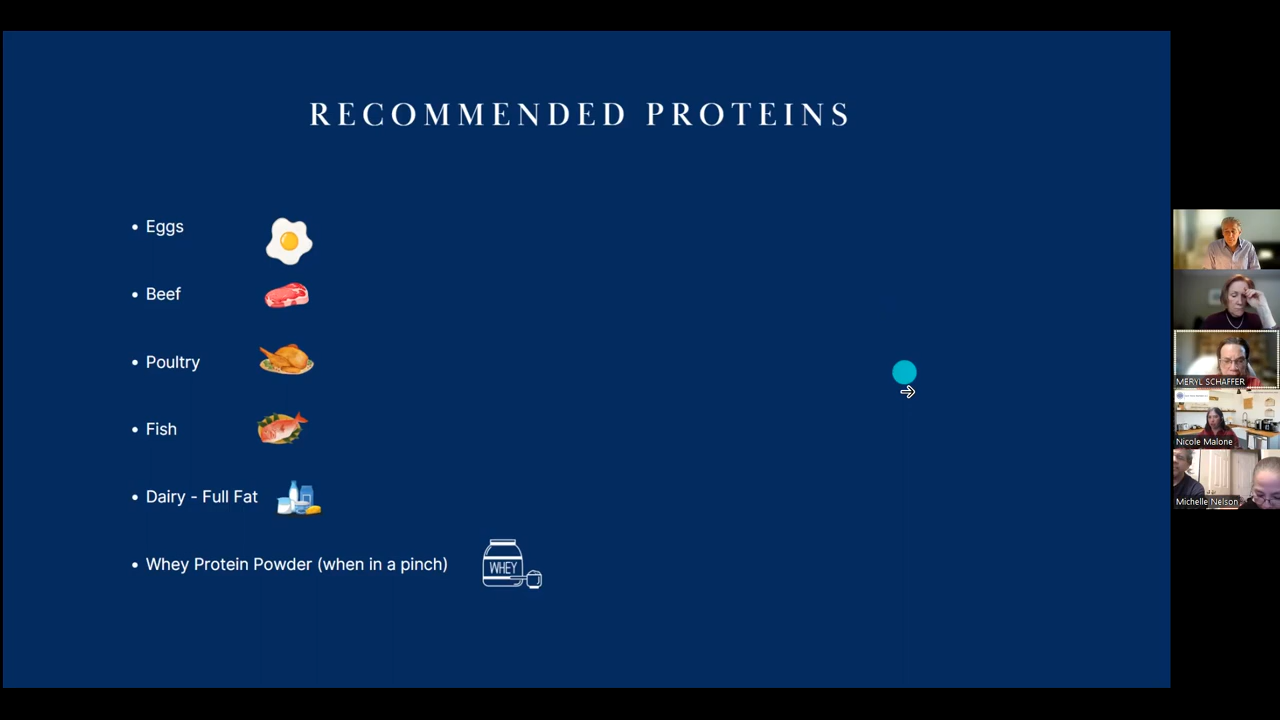 RECOMMENDED PROTEINS
• Eggs
• Beef
• Poultry
• Fish
• Dairy - Full Fat
• Whey Protein Powder (when in a pinch)
WHEY
MERYL SCHAFFER
Nicole Malone
Michelle Nelson